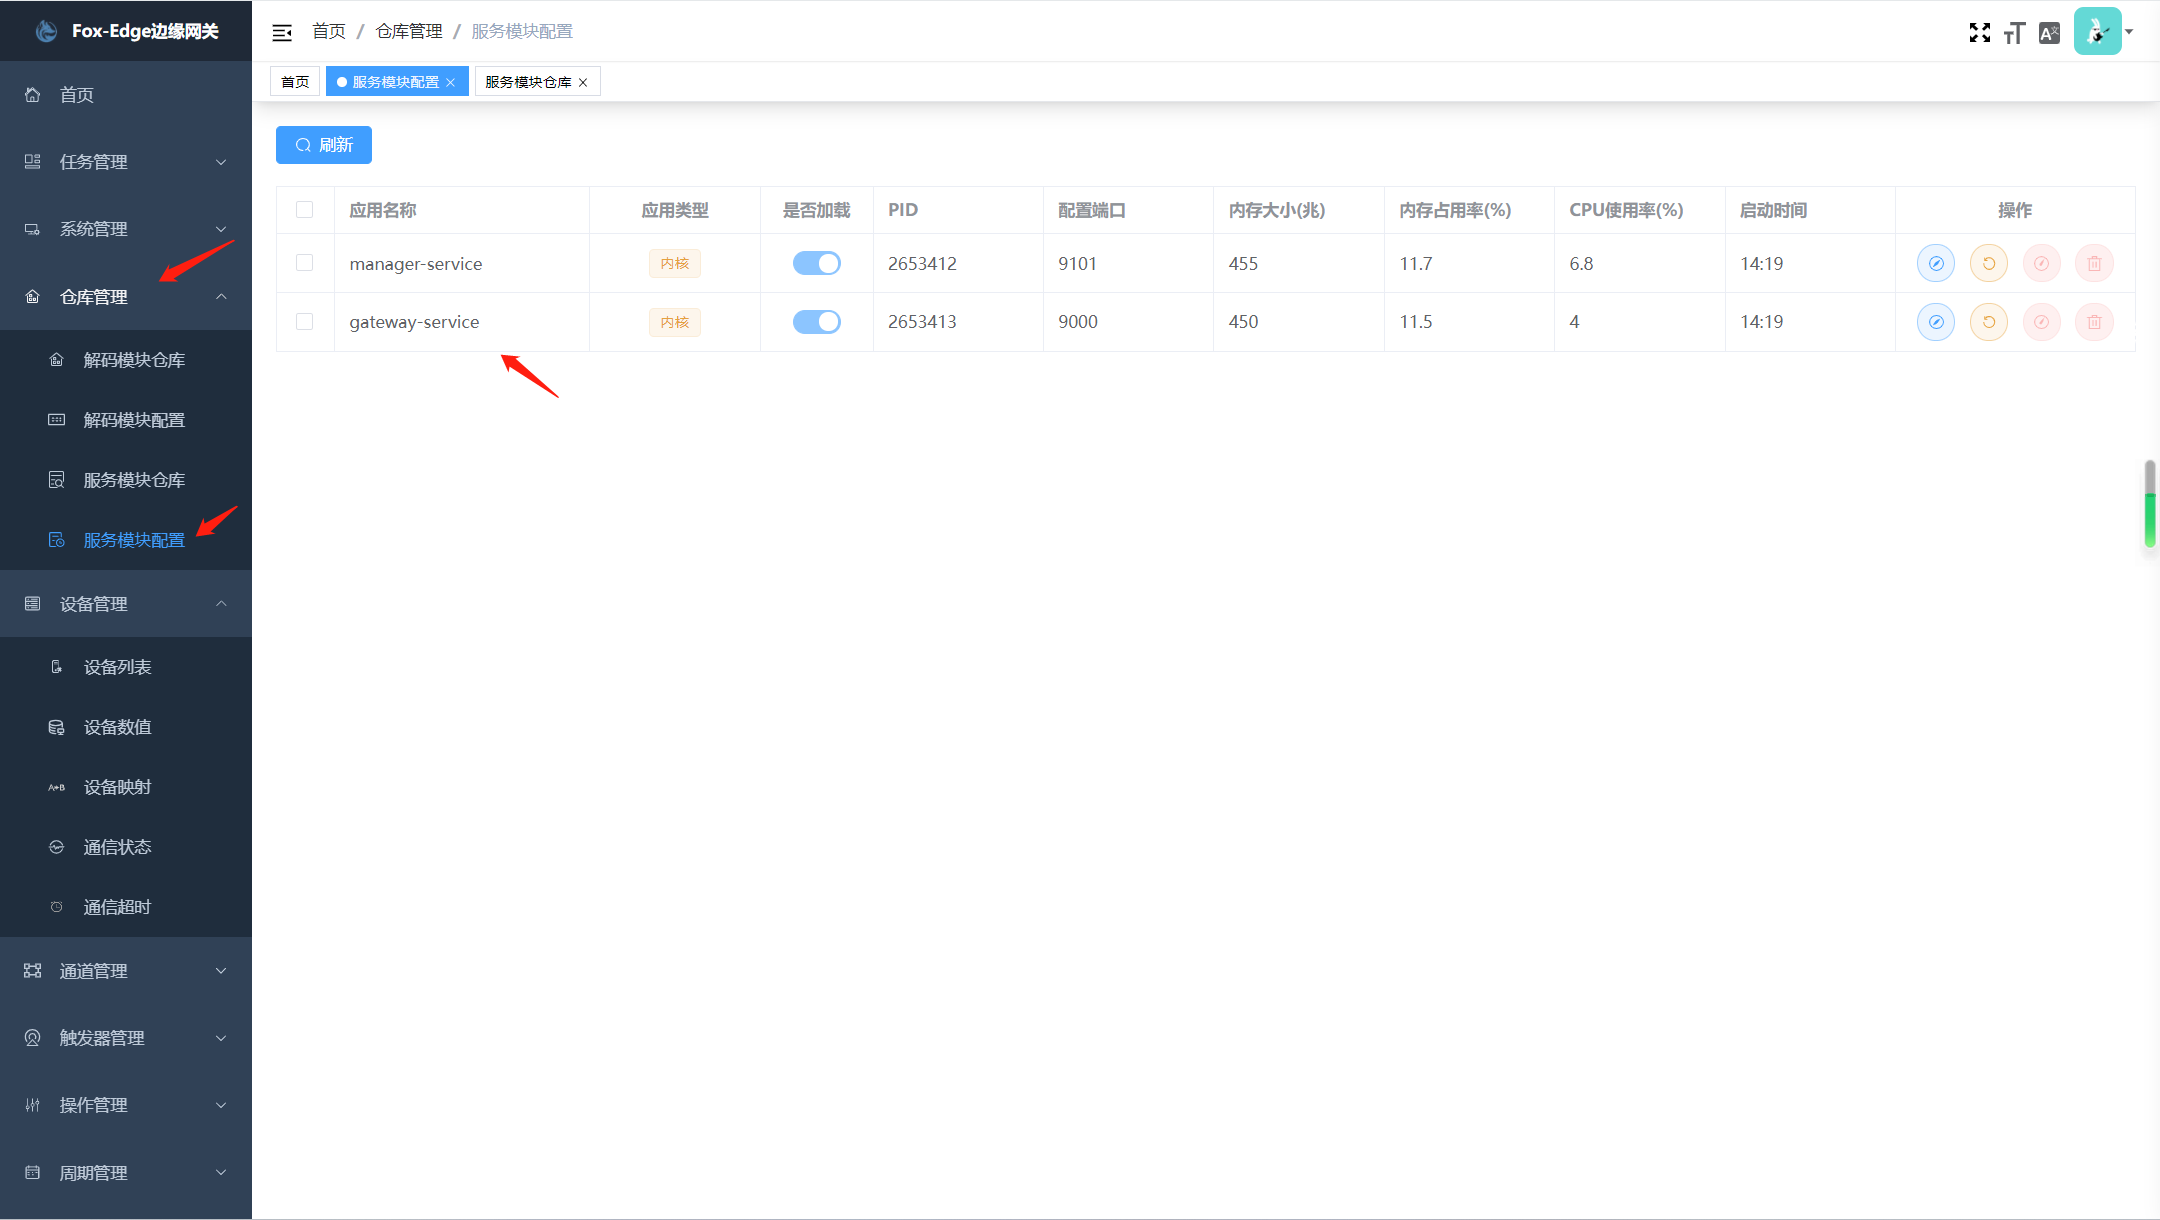 Fox-Edge边缘网关
首页 / 仓库管理 / 服务模块配置
首页
服务模块配置
服务模块仓库
首页
任务管理
系统管理
仓库管理
解码模块仓库
解码模块配置
服务模块仓库
服务模块配置
设备管理
设备列表
设备数值
设备映射
通信状态
通信超时
通道管理
触发器管理
操作管理
周期管理
刷新
应用名称 应用类型 是否加载 PID 配置端口 内存大小(兆) 内存占用率(%) CPU使用率(%) 启动时间 操作
manager-service 内核 2653412 9101 455 11.7 6.8 14:19
gateway-service 内核 2653413 9000 450 11.5 4 14:19